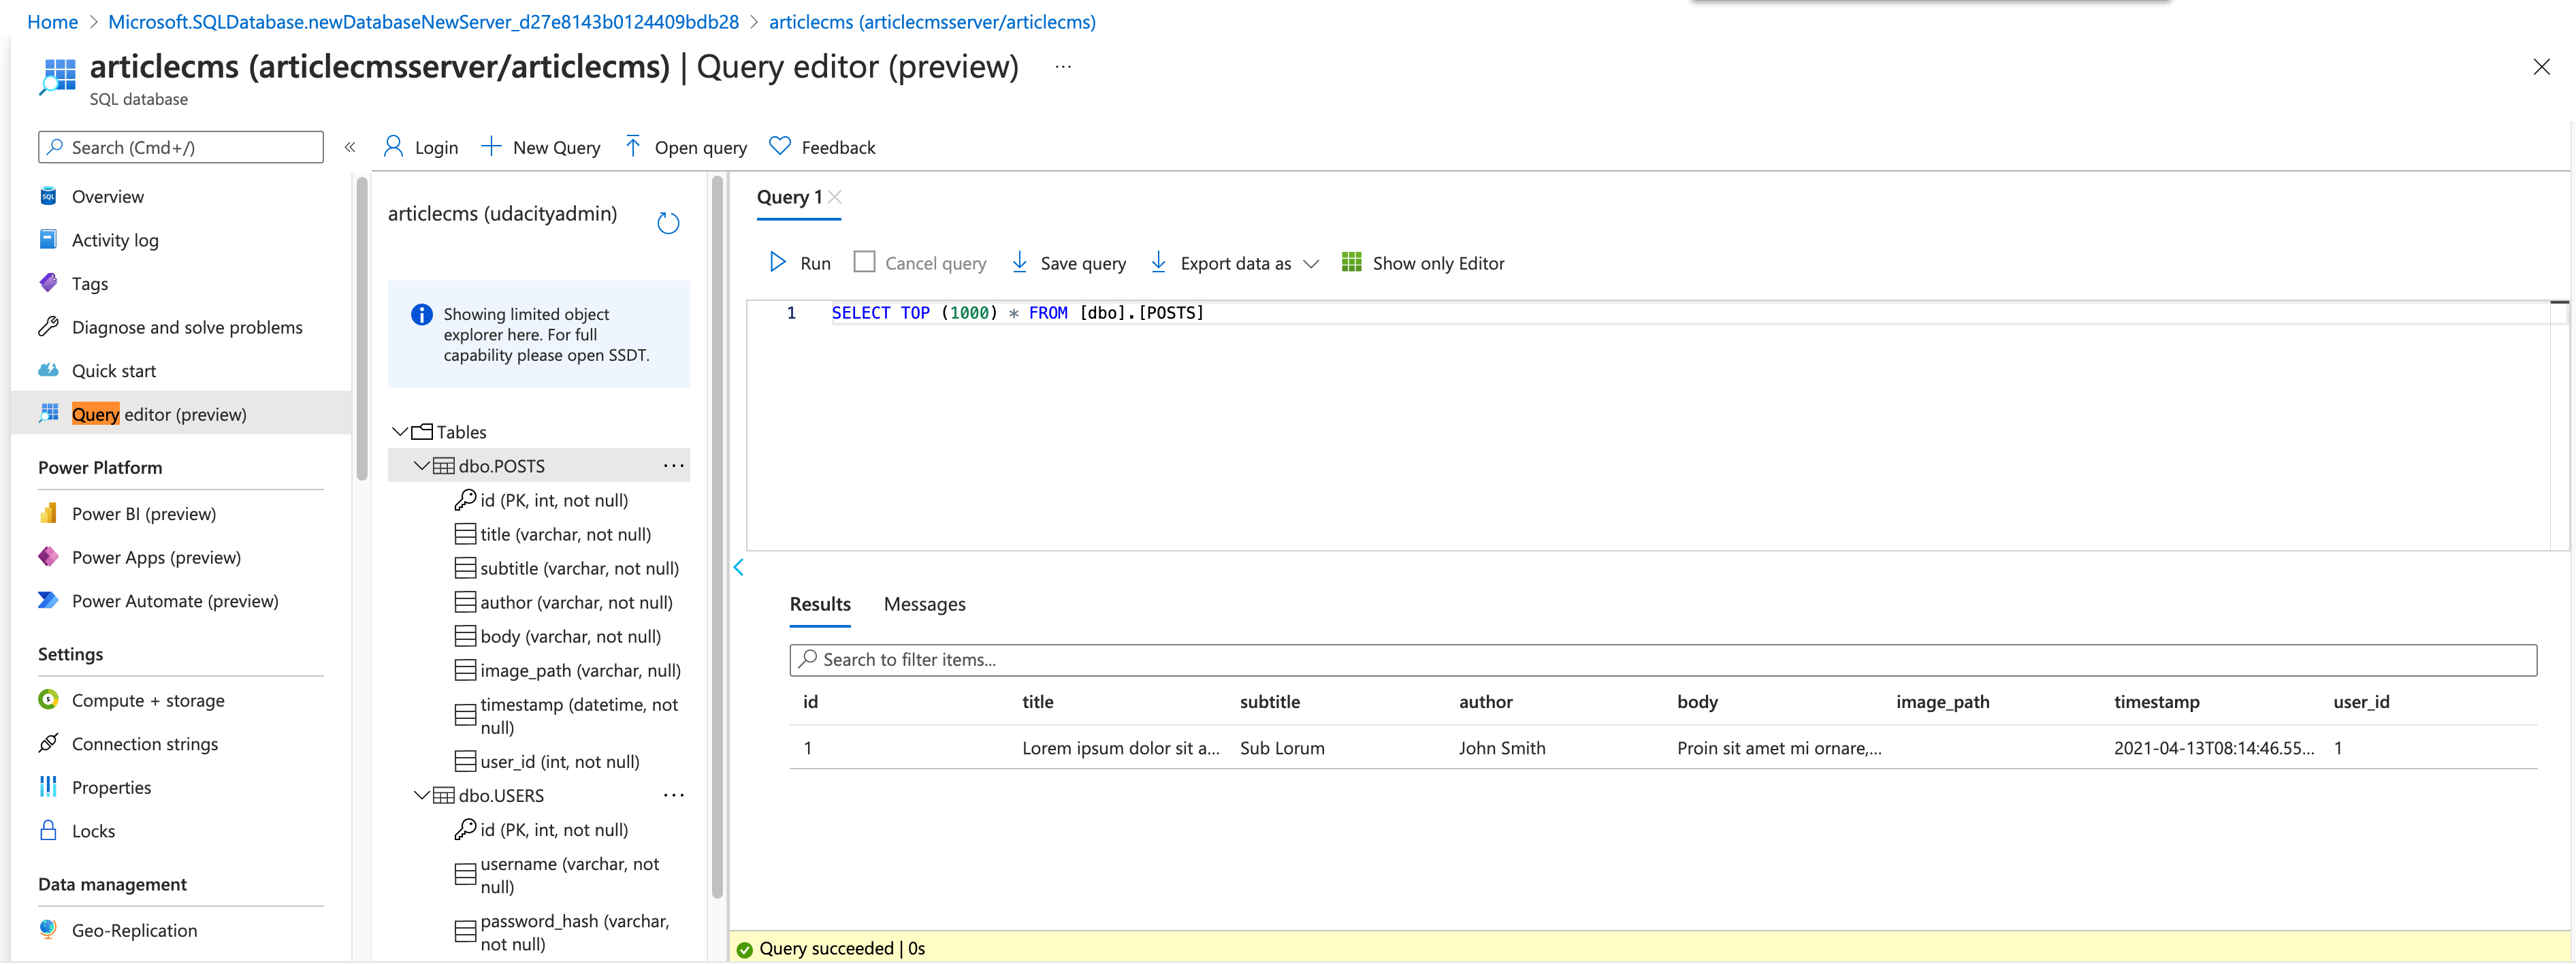 Home > Microsoft.SQLDatabase.newDatabaseNewServer_d27e8143b0124409bdb28 > articlecms (articlecmsserver/articlecms)
articlecms (articlecmsserver/articlecms) | Query editor (preview) ...
SQL database
Search (Cmd+/)
«
Overview
Activity log
Tags
Diagnose and solve problems
Quick start
Query editor (preview)
Power Platform
Power BI (preview)
Power Apps (preview)
Power Automate (preview)
Settings
Compute + storage
Connection strings
Properties
Locks
Data management
Geo-Replication
Login New Query Open query Feedback
articlecms (udacityadmin)
Showing limited object
explorer here. For full
capability please open SSDT.
Tables
dbo.POSTS ...
id (PK, int, not null)
title (varchar, not null)
subtitle (varchar, not null)
author (varchar, not null)
body (varchar, not null)
image_path (varchar, null)
timestamp (datetime, not
null)
user_id (int, not null)
dbo.USERS ...
id (PK, int, not null)
username (varchar, not
null)
password_hash (varchar,
not null)
Query 1
Run Cancel query Save query Export data as Show only Editor
1 SELECT TOP (1000) * FROM [dbo].[POSTS]
Results Messages
Search to filter items...
id title subtitle author body image_path timestamp user_id
1 Lorem ipsum dolor sit a... Sub Lorum John Smith Proin sit amet mi ornare,... 2021-04-13T08:14:46.55... 1
Query succeeded | 0s